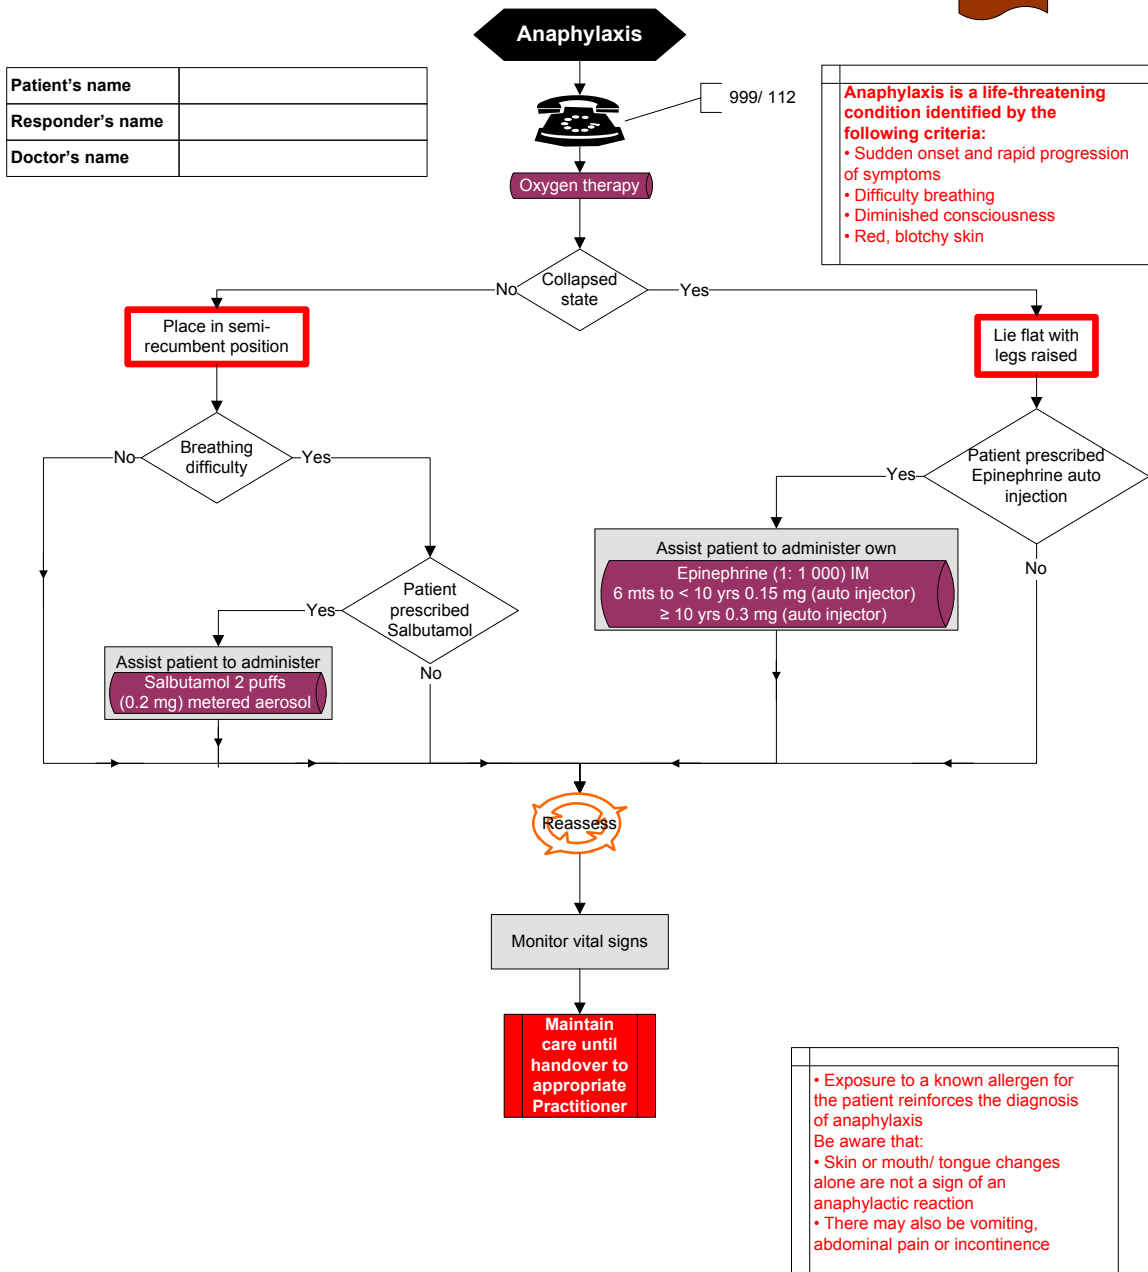 Anaphylaxis
Patient's name
Responder's name
Doctor's name
999/ 112
Anaphylaxis is a life-threatening
condition identified by the
following criteria:
• Sudden onset and rapid progression
of symptoms
• Difficulty breathing
• Diminished consciousness
• Red, blotchy skin
Oxygen therapy
Collapsed
state
No
Yes
Place in semi-
recumbent position
Lie flat with
legs raised
Breathing
difficulty
No
Yes
Patient prescribed
Epinephrine auto
injection
Yes
No
Assist patient to administer own
Epinephrine (1: 1 000) IM
6 mts to < 10 yrs 0.15 mg (auto injector)
≥ 10 yrs 0.3 mg (auto injector)
Patient
prescribed
Salbutamol
Yes
No
Assist patient to administer
Salbutamol 2 puffs
(0.2 mg) metered aerosol
Reassess
Monitor vital signs
Maintain
care until
handover to
appropriate
Practitioner
• Exposure to a known allergen for
the patient reinforces the diagnosis
of anaphylaxis
Be aware that:
• Skin or mouth/ tongue changes
alone are not a sign of an
anaphylactic reaction
• There may also be vomiting,
abdominal pain or incontinence